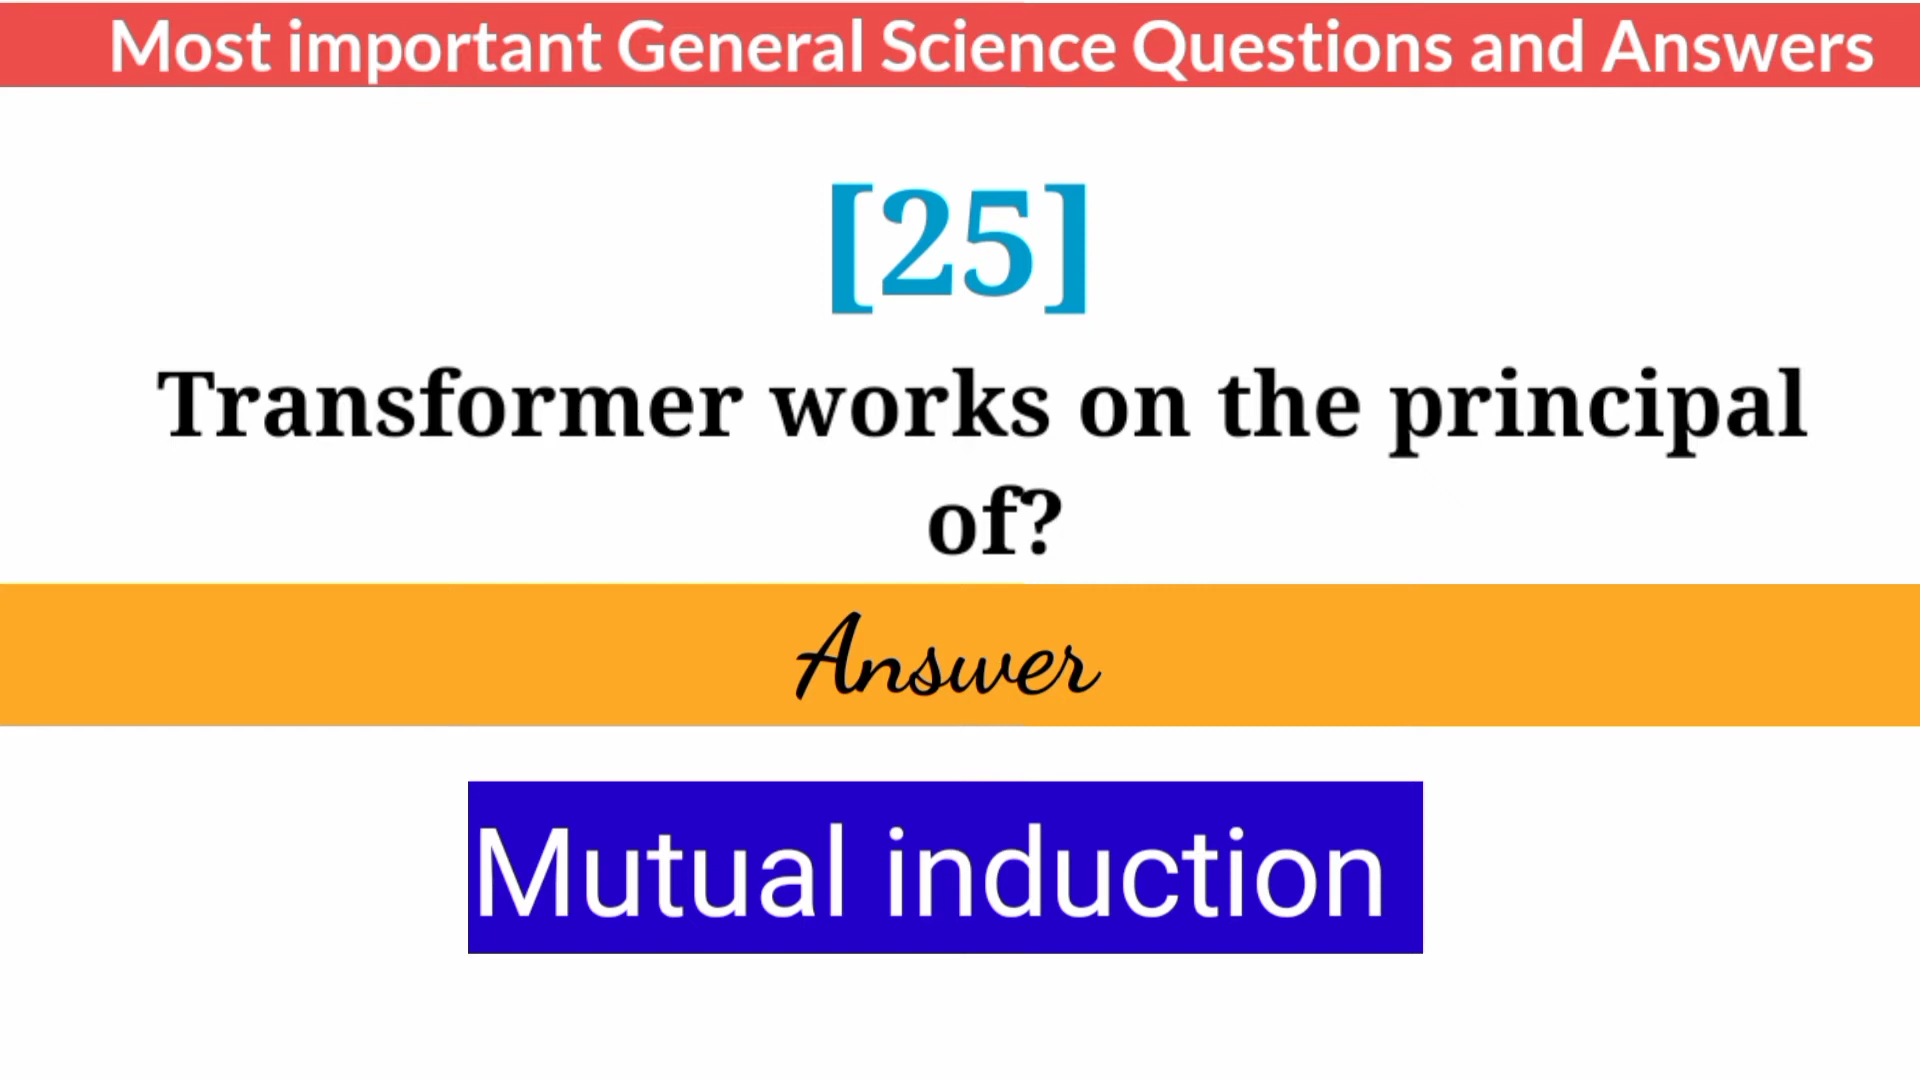 Most important General Science Questions and Answers
[25]
Transformer works on the principal
of?
Answer
Mutual induction